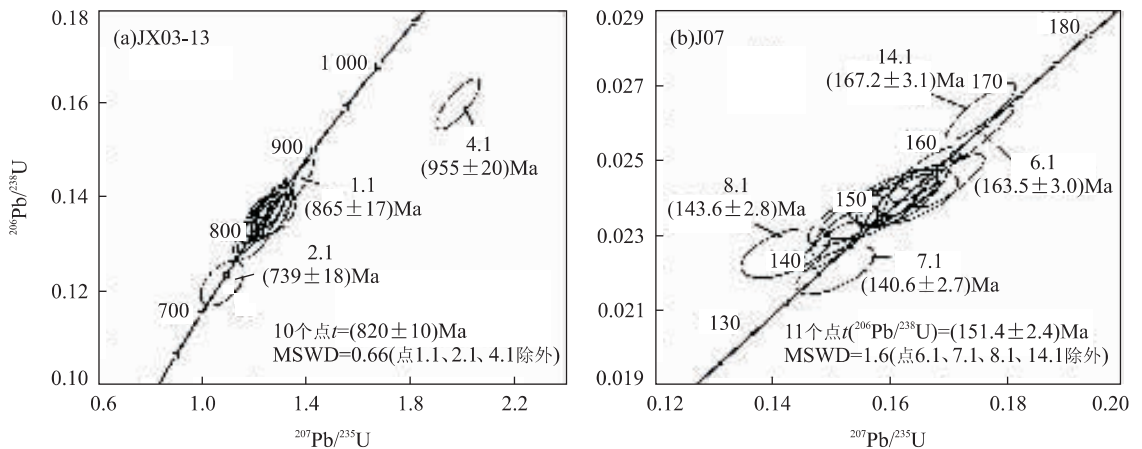 0.18
(a)JX03-13
1 000
0.16
900
4.1
(955±20)Ma
0.14
1.1
(865±17)Ma
800
2.1
(739±18)Ma
0.12
700
10个点t=(820±10)Ma
MSWD=0.66(点1.1、2.1、4.1除外)
0.10
0.6
1.0
1.4
1.8
2.2
²⁰⁷Pb/²³⁵U
²⁰⁶Pb/²³⁸U
0.029
(b)J07
180
14.1
(167.2±3.1)Ma
170
0.027
160
0.025
6.1
(163.5±3.0)Ma
8.1
(143.6±2.8)Ma
150
0.023
140
7.1
(140.6±2.7)Ma
0.021
130
11个点t(²⁰⁶Pb/²³⁸U)=(151.4±2.4)Ma
MSWD=1.6(点6.1、7.1、8.1、14.1除外)
0.019
0.12
0.14
0.16
0.18
0.20
²⁰⁷Pb/²³⁵U